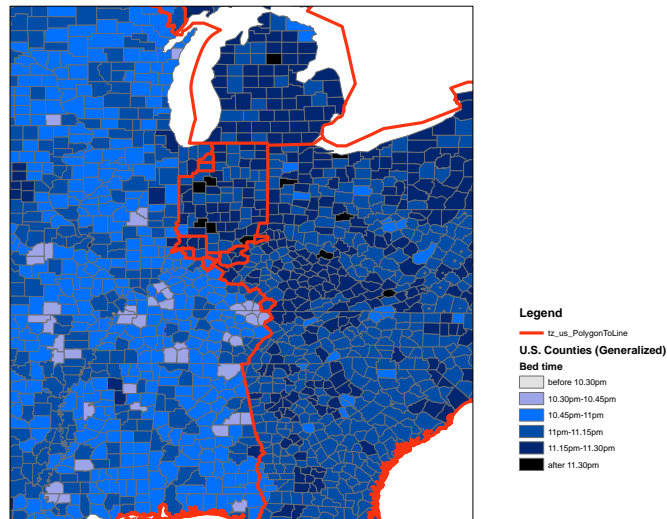 Legend
tz_us_PolygonToLine
U.S. Counties (Generalized)
Bed time
before 10.30pm
10.30pm-10.45pm
10.45pm-11pm
11pm-11.15pm
11.15pm-11.30pm
after 11.30pm